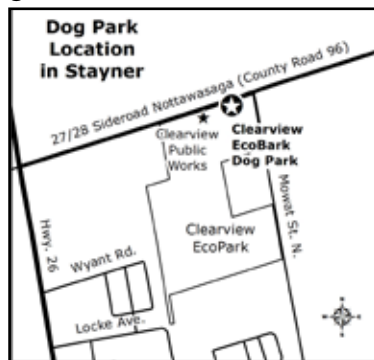 Dog Park
Location
in Stayner
27/28 Sideroad Nottawasaga (County Road 96)
Clearview
Public
Works
Clearview
EcoBark
Dog Park
Clearview
EcoPark
Mowat St. N.
Hwy. 26
Wyant Rd.
Locke Ave.